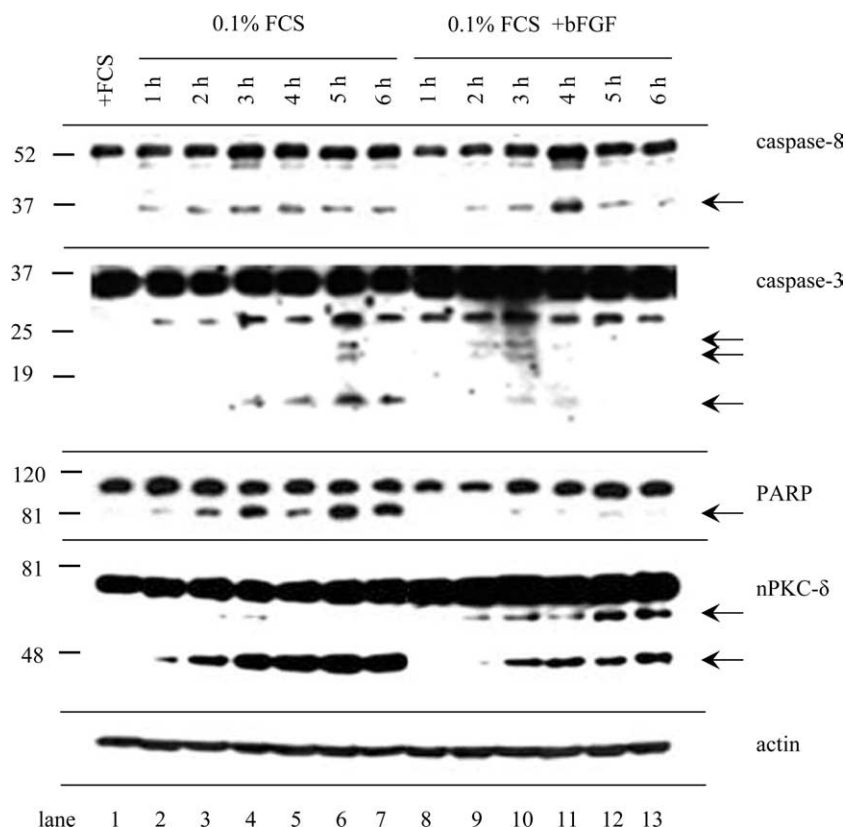 0.1% FCS 0.1% FCS +bFGF
+FCS 1 h 2 h 3 h 4 h 5 h 6 h 1 h 2 h 3 h 4 h 5 h 6 h
caspase-8
52
37
37
caspase-3
25
19
120
PARP
81
81
nPKC-δ
48
actin
lane 1 2 3 4 5 6 7 8 9 10 11 12 13